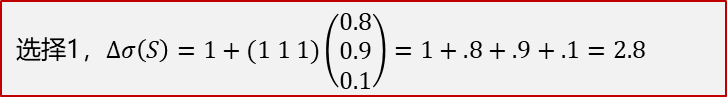 选择1，Δσ(S) = 1 + (1 1 1)(0.8 0.9 0.1) = 1 + .8 + .9 + .1 = 2.8